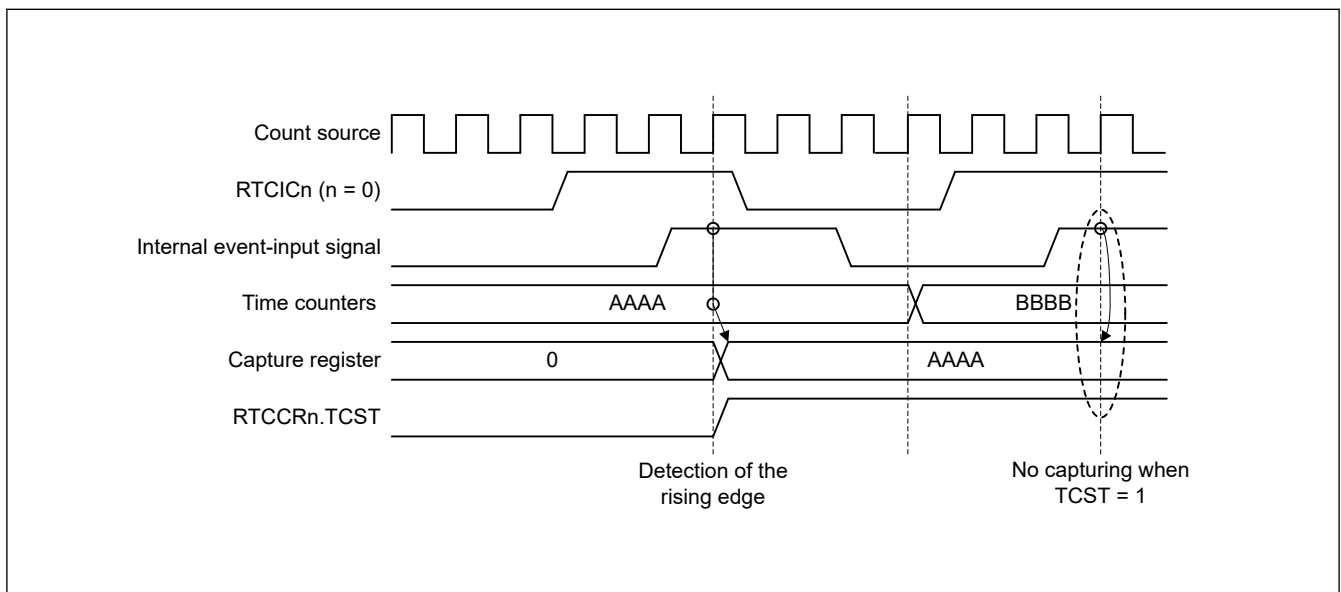 Count source
RTCICn (n = 0)
Internal event-input signal
Time counters
AAAA
BBBB
Capture register
0
AAAA
RTCCRn.TCST
Detection of the
rising edge
No capturing when
TCST = 1